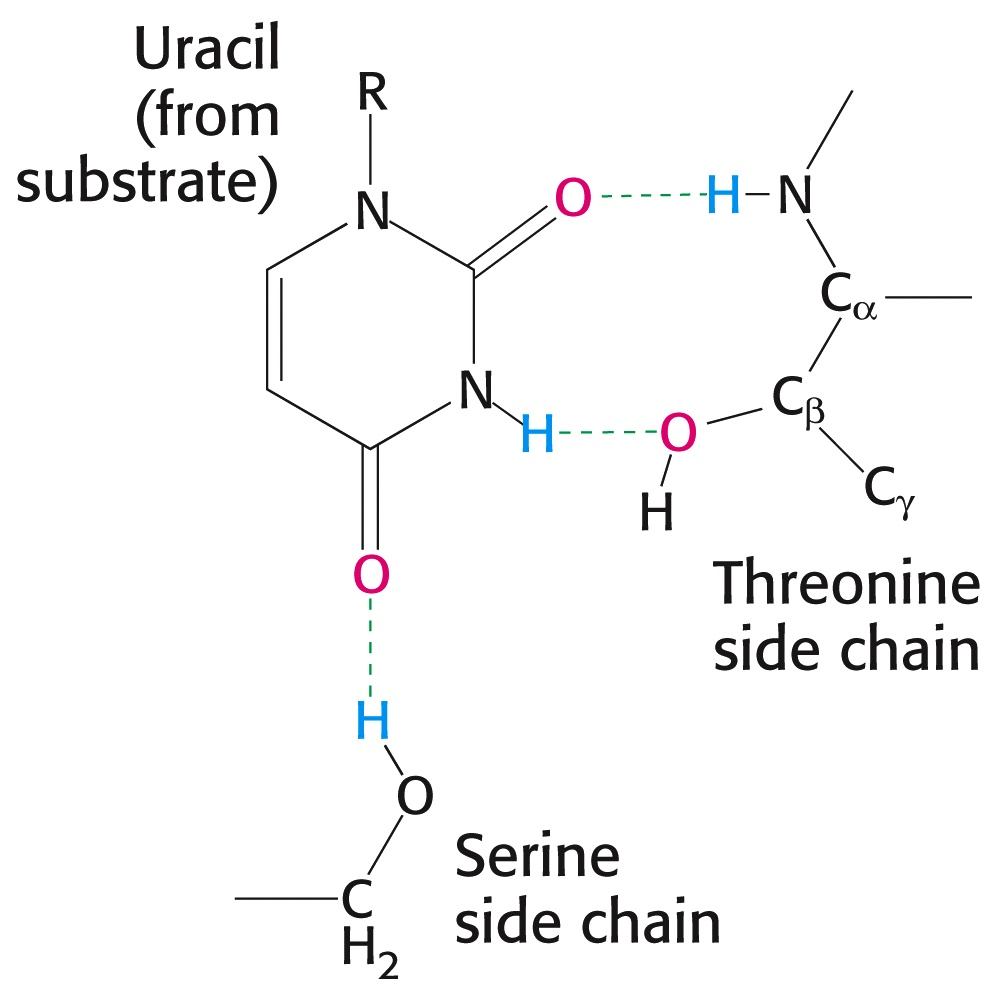 Uracil
(from
substrate)
R
N
O
H
N
Cα
N
H
O
Cβ
H
Cγ
O
Threonine
side chain
H
O
Serine
side chain
C
H2